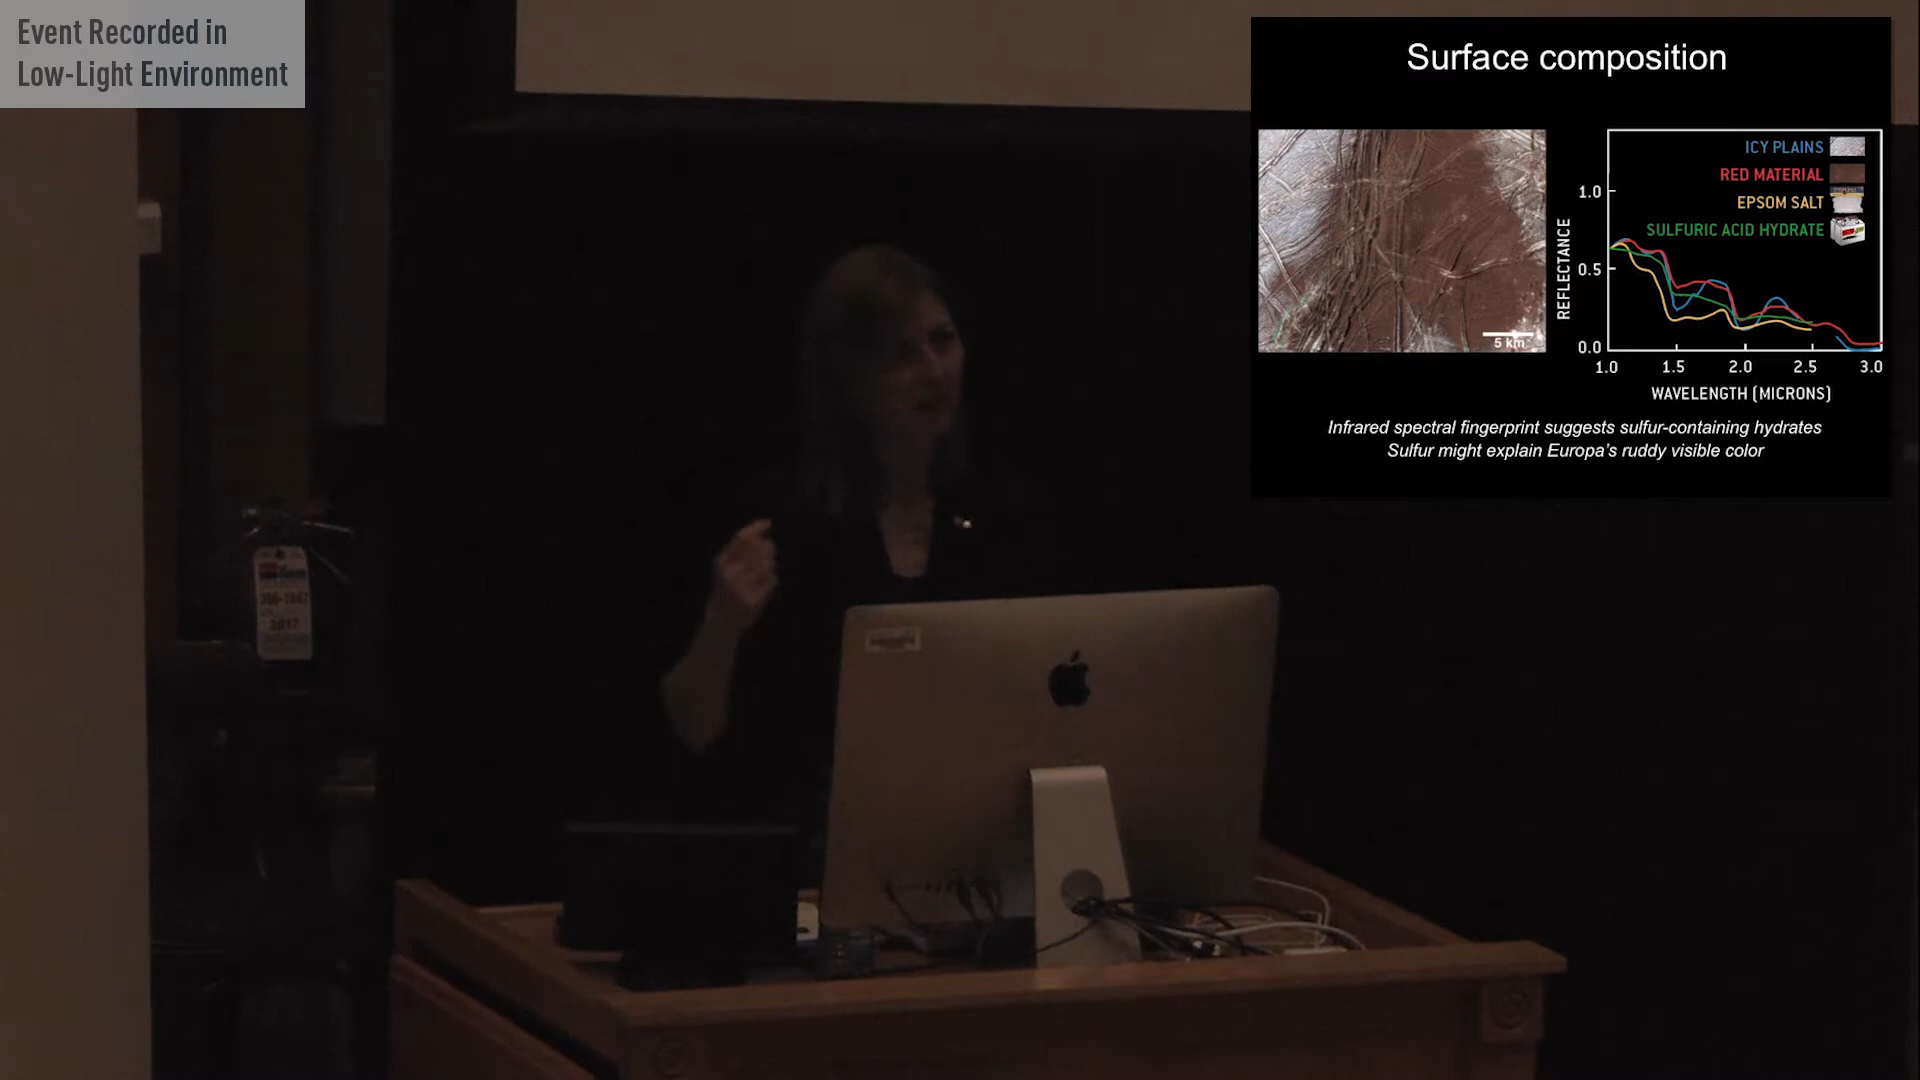 Event Recorded in
Low-Light Environment
Surface composition
ICY PLAINS
RED MATERIAL
EPSOM SALT
SULFURIC ACID HYDRATE
REFLECTANCE
1.0
0.5
0.0
5 km
1.0 1.5 2.0 2.5 3.0
WAVELENGTH (MICRONS)
Infrared spectral fingerprint suggests sulfur-containing hydrates
Sulfur might explain Europa's ruddy visible color
2017